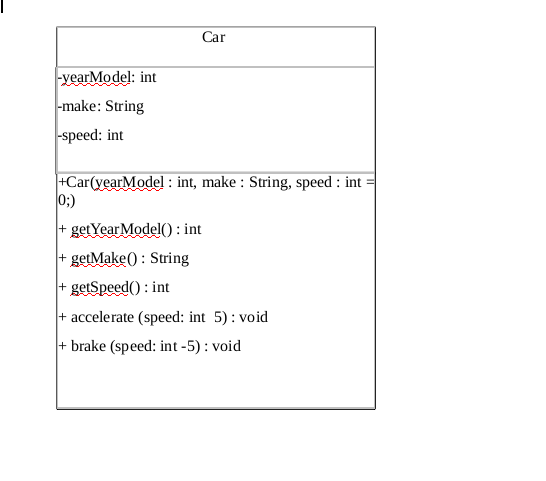 Car
-yearModel: int
-make: String
-speed: int
+Car(yearModel : int, make : String, speed : int =
0;)
+ getYearModel() : int
+ getMake() : String
+ getSpeed() : int
+ accelerate (speed: int  5) : void
+ brake (speed: int -5) : void